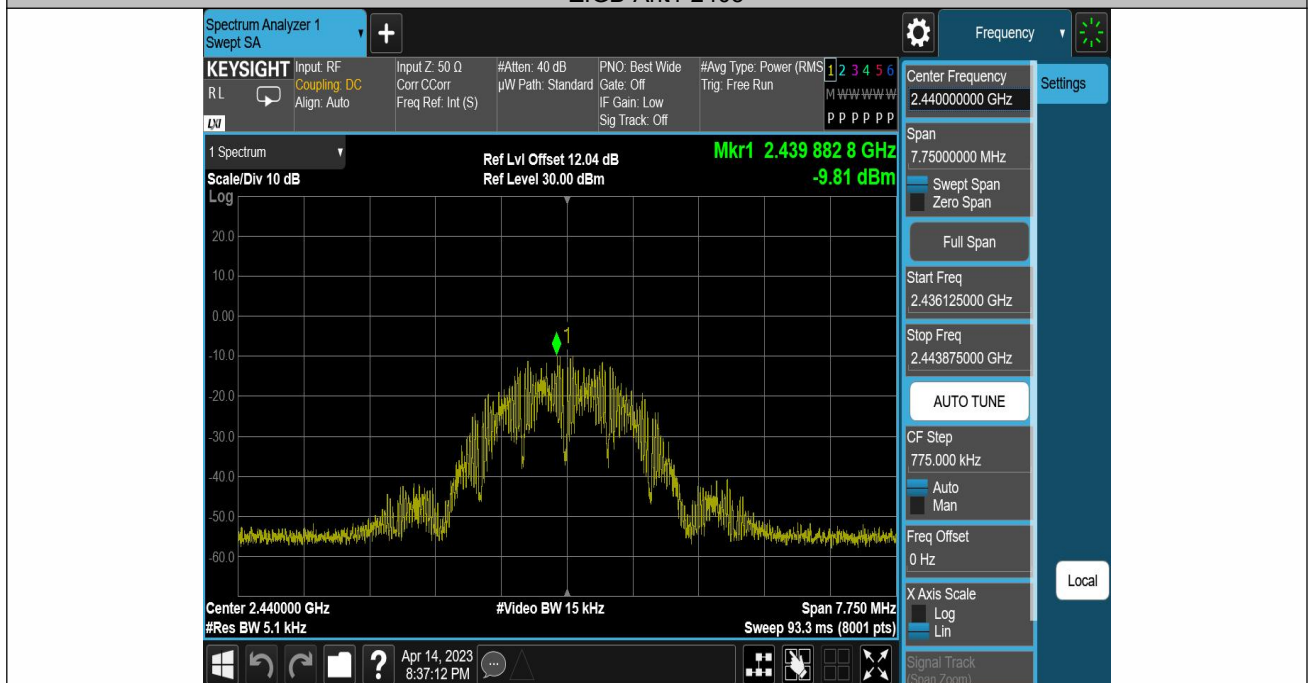 Spectrum Analyzer 1
Swept SA
+
Frequency
KEYSIGHT
Input: RF
Input Z: 50 Ω
#Atten: 40 dB
PNO: Best Wide
#Avg Type: Power (RMS
1 2 3 4 5 6
RL
Coupling: DC
Corr CCorr
µW Path: Standard
Gate: Off
Trig: Free Run
M W W W W W
Align: Auto
Freq Ref: Int (S)
IF Gain: Low
Sig Track: Off
P P P P P P
LXI
Center Frequency
2.440000000 GHz
Settings
1 Spectrum
Ref Lvl Offset 12.04 dB
Mkr1 2.439 882 8 GHz
Scale/Div 10 dB
Ref Level 30.00 dBm
-9.81 dBm
Log
20.0
10.0
0.00
-10.0
-20.0
-30.0
-40.0
-50.0
-60.0
1
Center 2.440000 GHz
#Video BW 15 kHz
Span 7.750 MHz
#Res BW 5.1 kHz
Sweep 93.3 ms (8001 pts)
Span
7.75000000 MHz
Swept Span
Zero Span
Full Span
Start Freq
2.436125000 GHz
Stop Freq
2.443875000 GHz
AUTO TUNE
CF Step
775.000 kHz
Auto
Man
Freq Offset
0 Hz
X Axis Scale
Log
Lin
Signal Track
(Span Zoom)
Local
?
Apr 14, 2023
8:37:12 PM